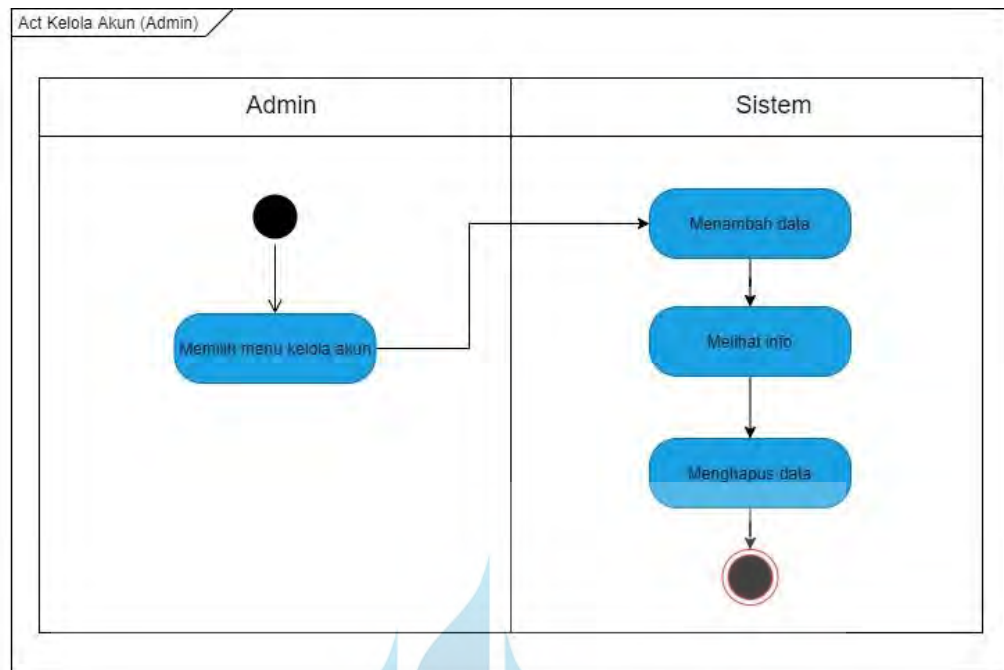 Act Kelola Akun (Admin)
Admin
Sistem
Menambah data
Memilih menu kelola akun
Melihat info
Menghapus data